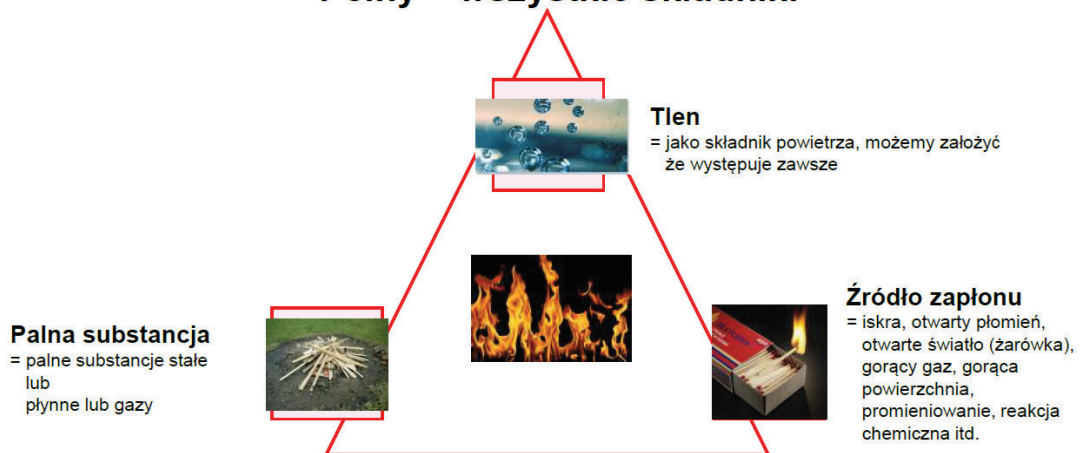 Tlen
= jako składnik powietrza, możemy założyć
że występuje zawsze
Palna substancja
= palne substancje stałe
lub
płynne lub gazy
Źródło zapłonu
= iskra, otwarty płomień,
otwarte światło (żarówka),
gorący gaz, gorąca
powierzchnia,
promieniowanie, reakcja
chemiczna itd.